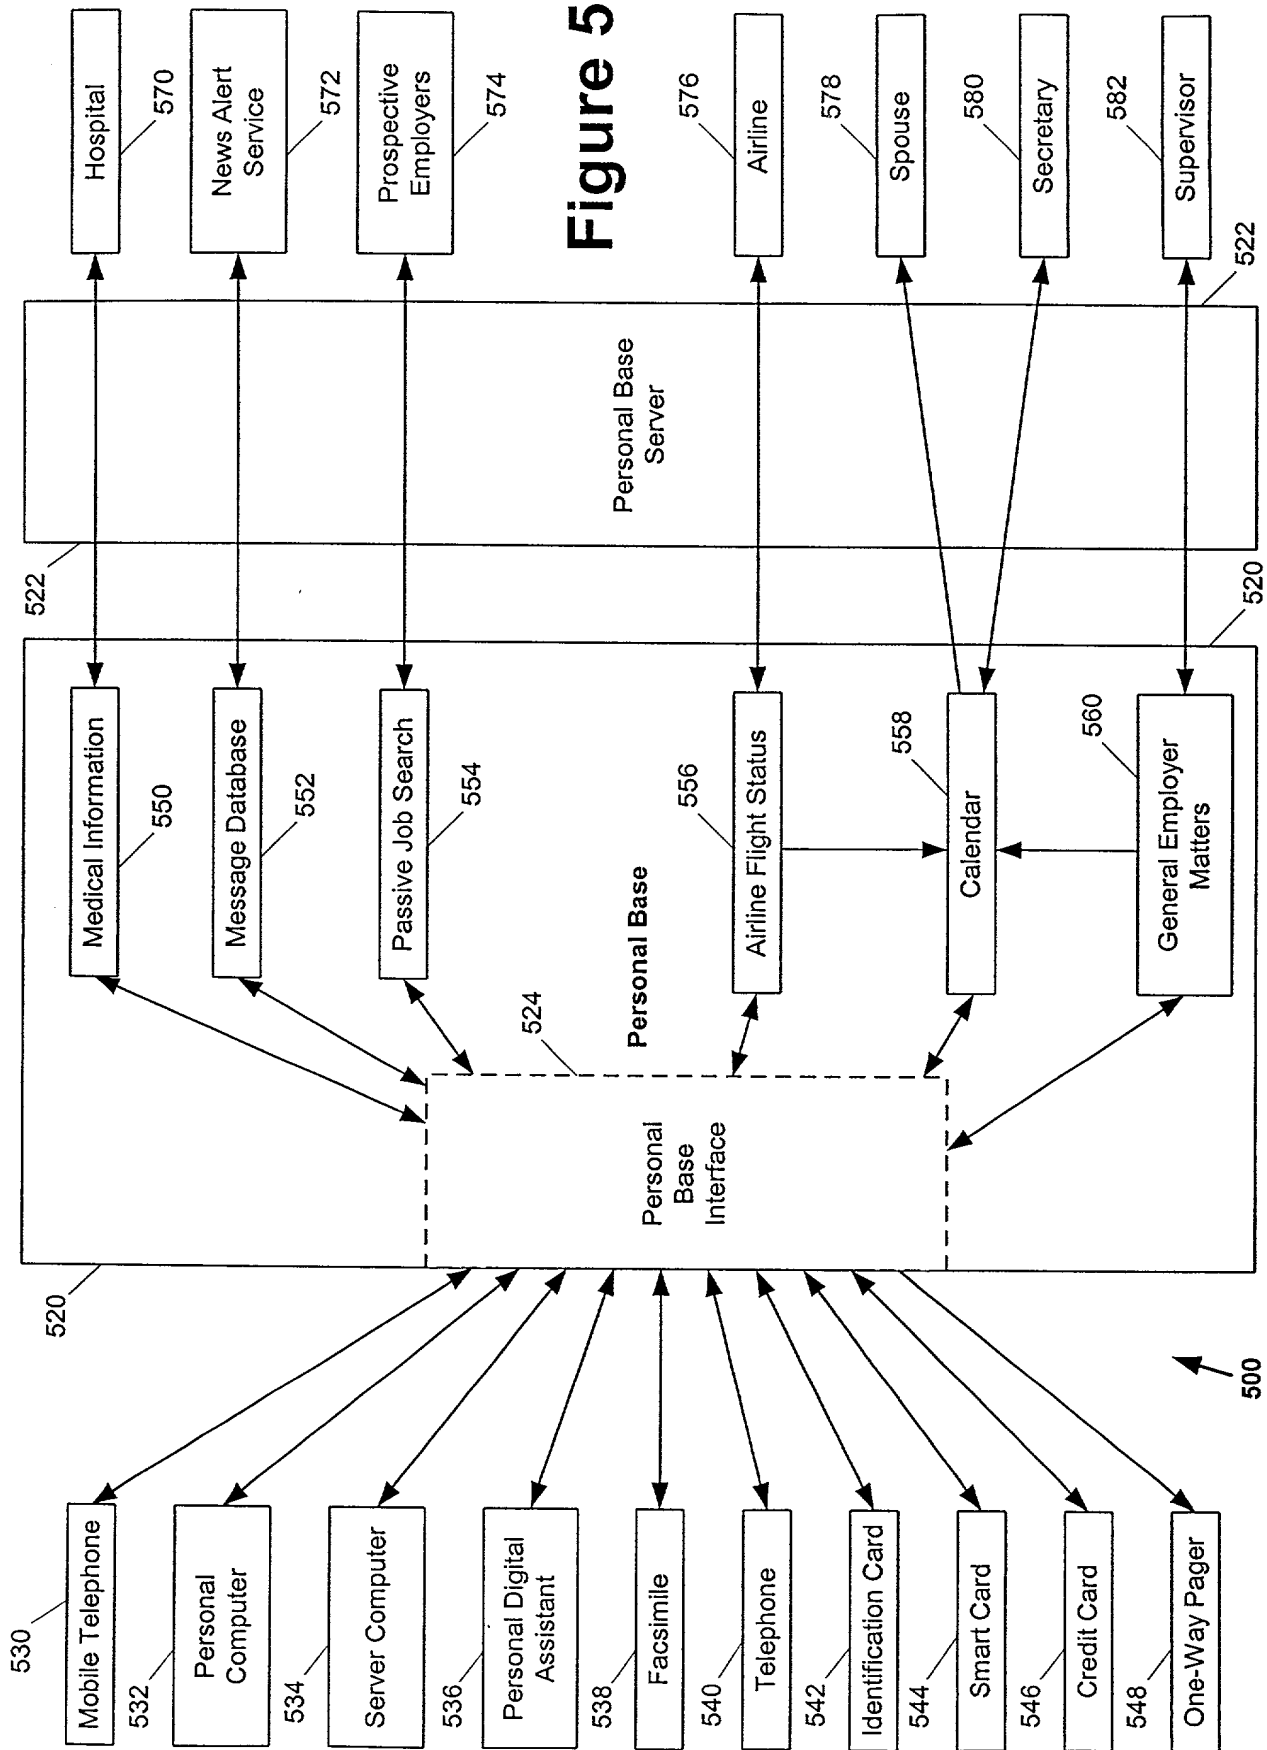 530
Mobile Telephone
532
Personal
Computer
534
Server Computer
536
Personal Digital
Assistant
538
Facsimile
540
Telephone
542
Identification Card
544
Smart Card
546
Credit Card
548
One-Way Pager
500
520
Personal
Base
Interface
524
Personal Base
Medical Information
550
Message Database
552
Passive Job Search
554
556
Airline Flight Status
558
Calendar
560
General Employer
Matters
520
522
Personal Base
Server
522
Hospital
570
News Alert
Service
572
Prospective
Employers
574
Figure 5
576
Airline
578
Spouse
580
Secretary
582
Supervisor